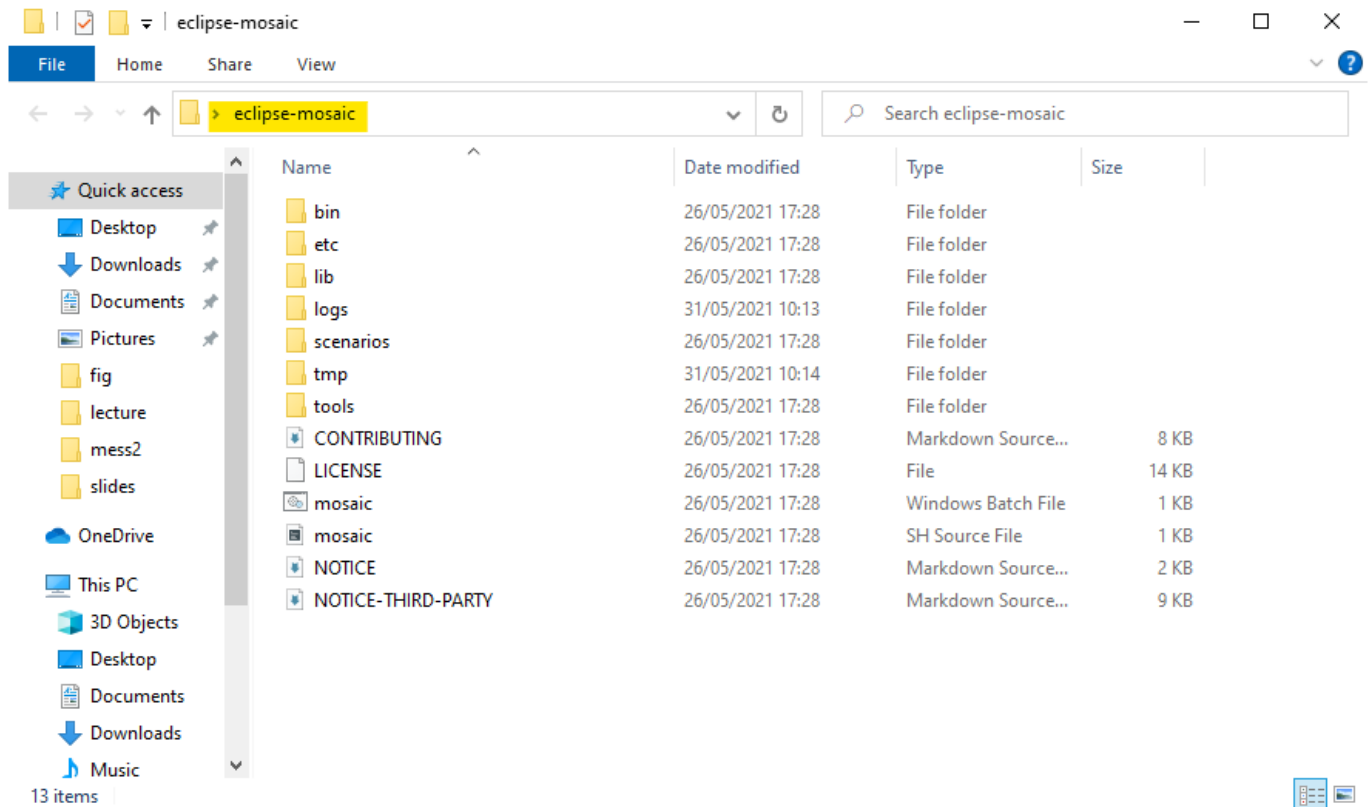 eclipse-mosaic
File Home Share View
eclipse-mosaic
Search eclipse-mosaic
Quick access
Desktop
Downloads
Documents
Pictures
fig
lecture
mess2
slides
OneDrive
This PC
3D Objects
Desktop
Documents
Downloads
Music
Name Date modified Type Size
bin 26/05/2021 17:28 File folder
etc 26/05/2021 17:28 File folder
lib 26/05/2021 17:28 File folder
logs 31/05/2021 10:13 File folder
scenarios 26/05/2021 17:28 File folder
tmp 31/05/2021 10:14 File folder
tools 26/05/2021 17:28 File folder
CONTRIBUTING 26/05/2021 17:28 Markdown Source... 8 KB
LICENSE 26/05/2021 17:28 File 14 KB
mosaic 26/05/2021 17:28 Windows Batch File 1 KB
mosaic 26/05/2021 17:28 SH Source File 1 KB
NOTICE 26/05/2021 17:28 Markdown Source... 2 KB
NOTICE-THIRD-PARTY 26/05/2021 17:28 Markdown Source... 9 KB
13 items